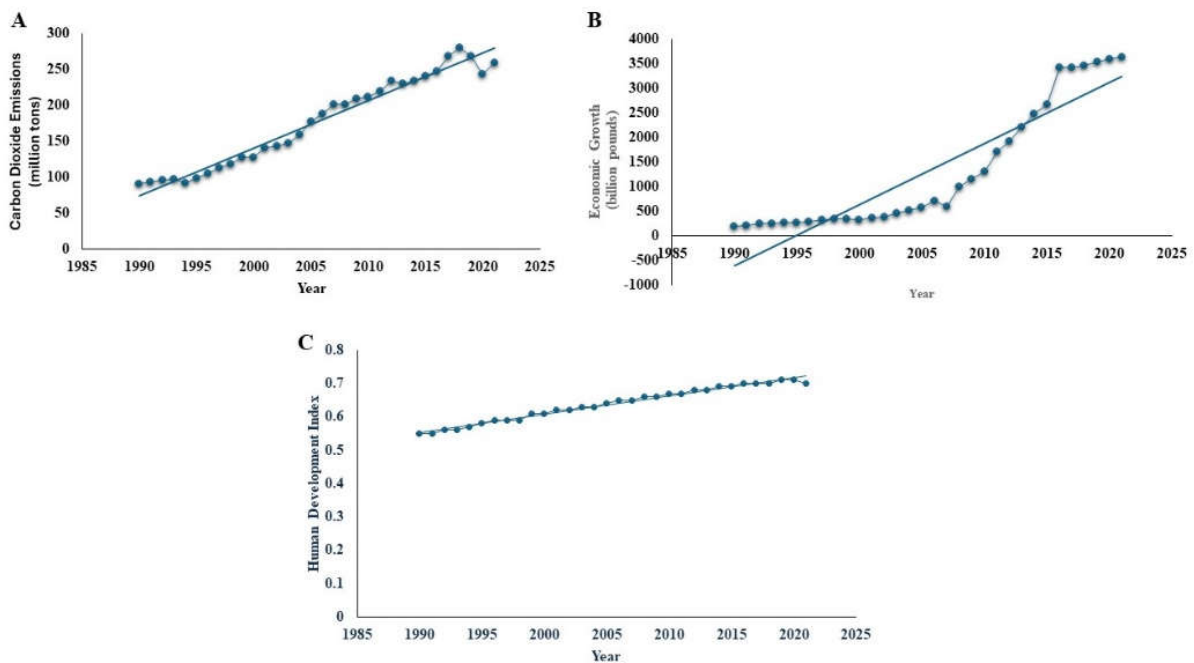 A
Carbon Dioxide Emissions
(million tons)
300
250
200
150
100
50
0
1985 1990 1995 2000 2005 2010 2015 2020 2025
Year
B
Economic Growth
(billion pounds)
4000
3500
3000
2500
2000
1500
1000
500
0
-500
-1000
1985 1990 1995 2000 2005 2010 2015 2020 2025
Year
C
Human Development Index
0.8
0.7
0.6
0.5
0.4
0.3
0.2
0.1
0
1985 1990 1995 2000 2005 2010 2015 2020 2025
Year